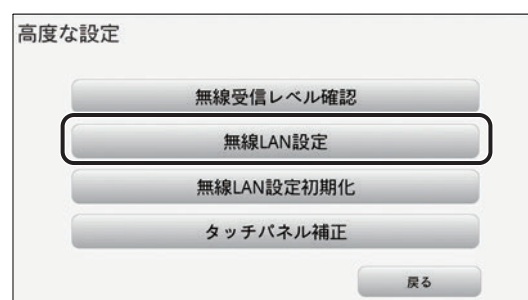 高度な設定
無線受信レベル確認
無線LAN設定
無線LAN設定初期化
タッチパネル補正
戻る